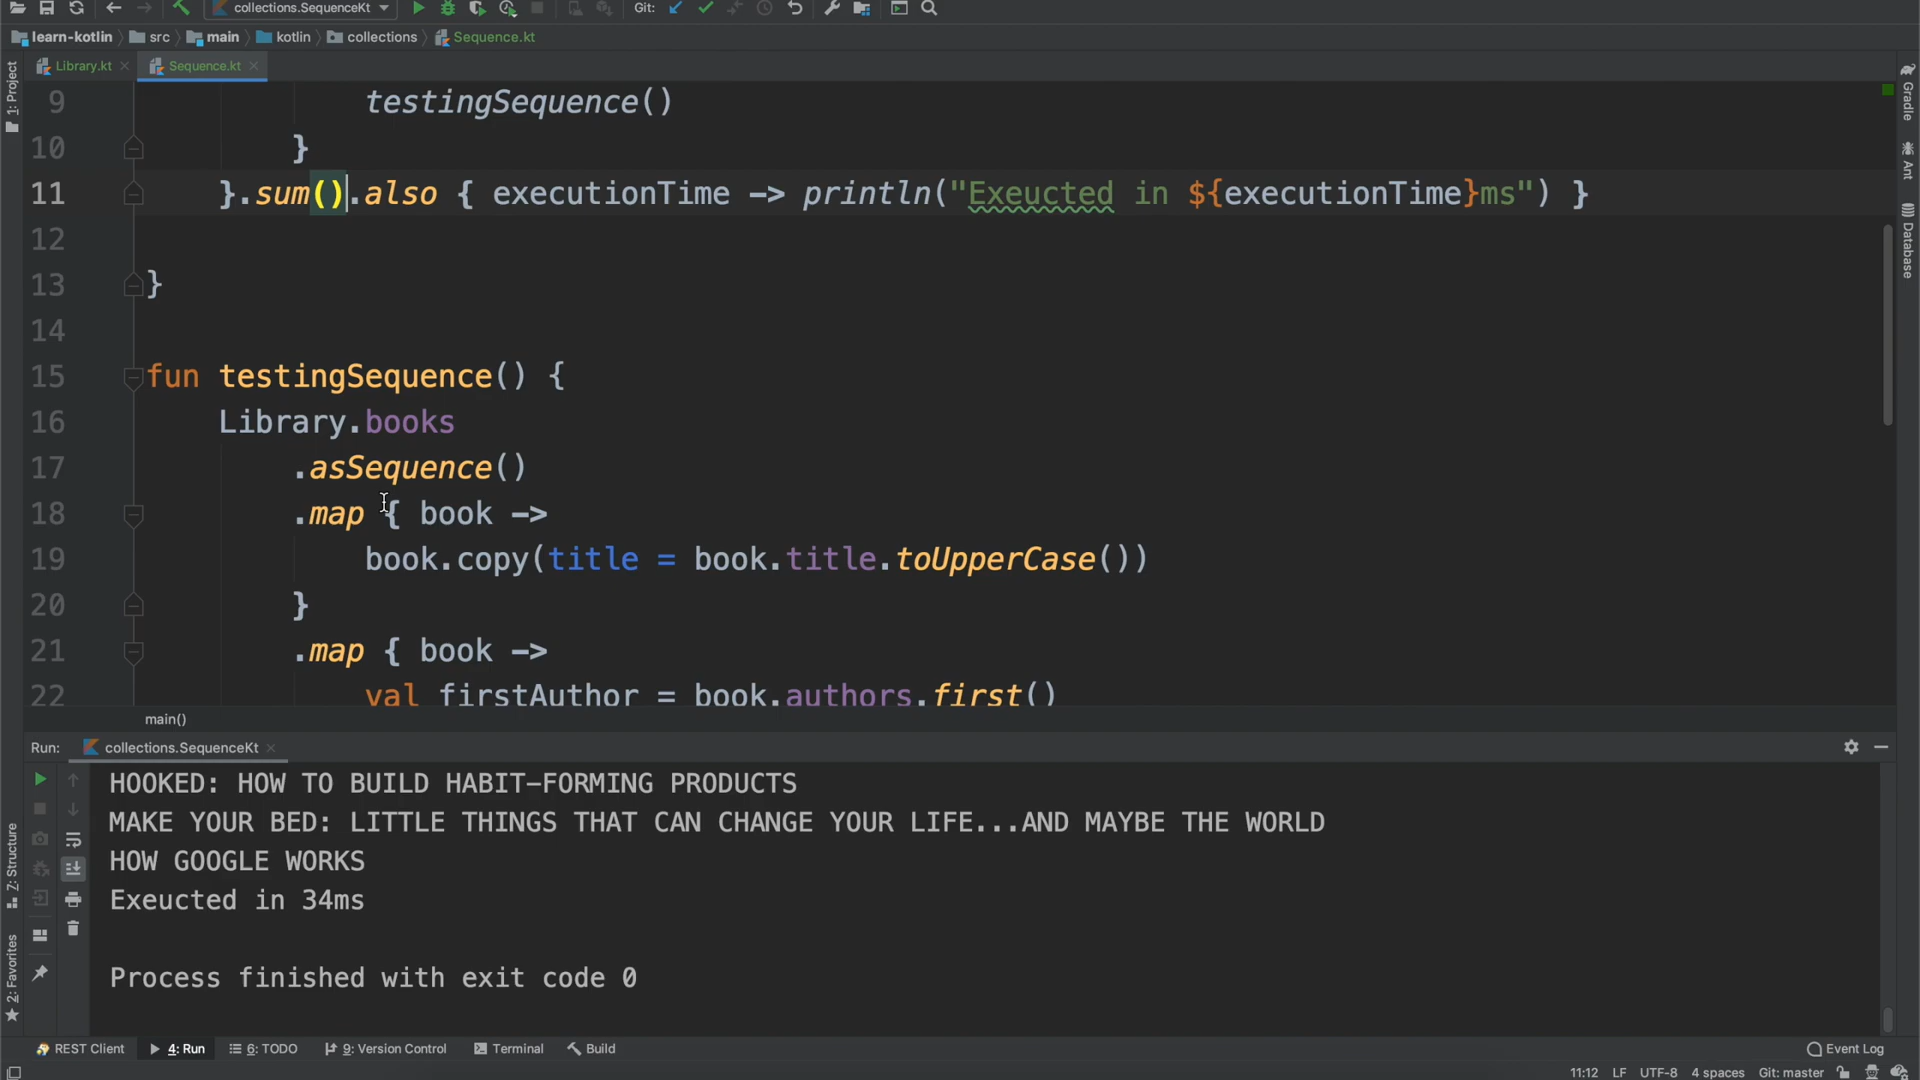 collections.SequenceKt
Git:
learn-kotlin
src
main
kotlin
collections
Sequence.kt
Library.kt
Sequence.kt
1: Project
Gradle
Ant
Database
9 testingSequence()
10 }
11 }.sum().also { executionTime -> println("Exeucted in ${executionTime}ms") }
12
13 }
14
15 fun testingSequence() {
16 Library.books
17 .asSequence()
18 .map { book ->
19 book.copy(title = book.title.toUpperCase())
20 }
21 .map { book ->
22 val firstAuthor = book.authors.first()
main()
Run: collections.SequenceKt
HOOKED: HOW TO BUILD HABIT-FORMING PRODUCTS
MAKE YOUR BED: LITTLE THINGS THAT CAN CHANGE YOUR LIFE...AND MAYBE THE WORLD
HOW GOOGLE WORKS
Exeucted in 34ms
Process finished with exit code 0
Z: Structure
2: Favorites
REST Client
4: Run
6: TODO
9: Version Control
Terminal
Build
Event Log
11:12 LF UTF-8 4 spaces Git: master